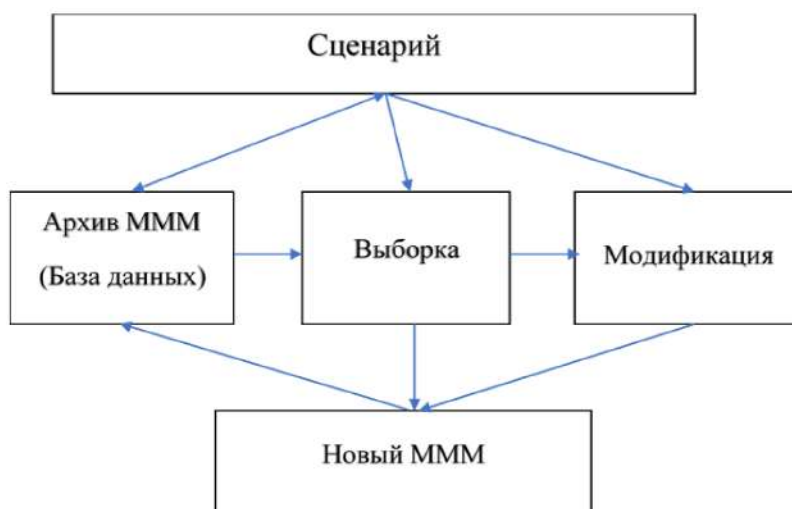 Сценарий
Архив МММ
(База данных)
Выборка
Модификация
Новый МММ